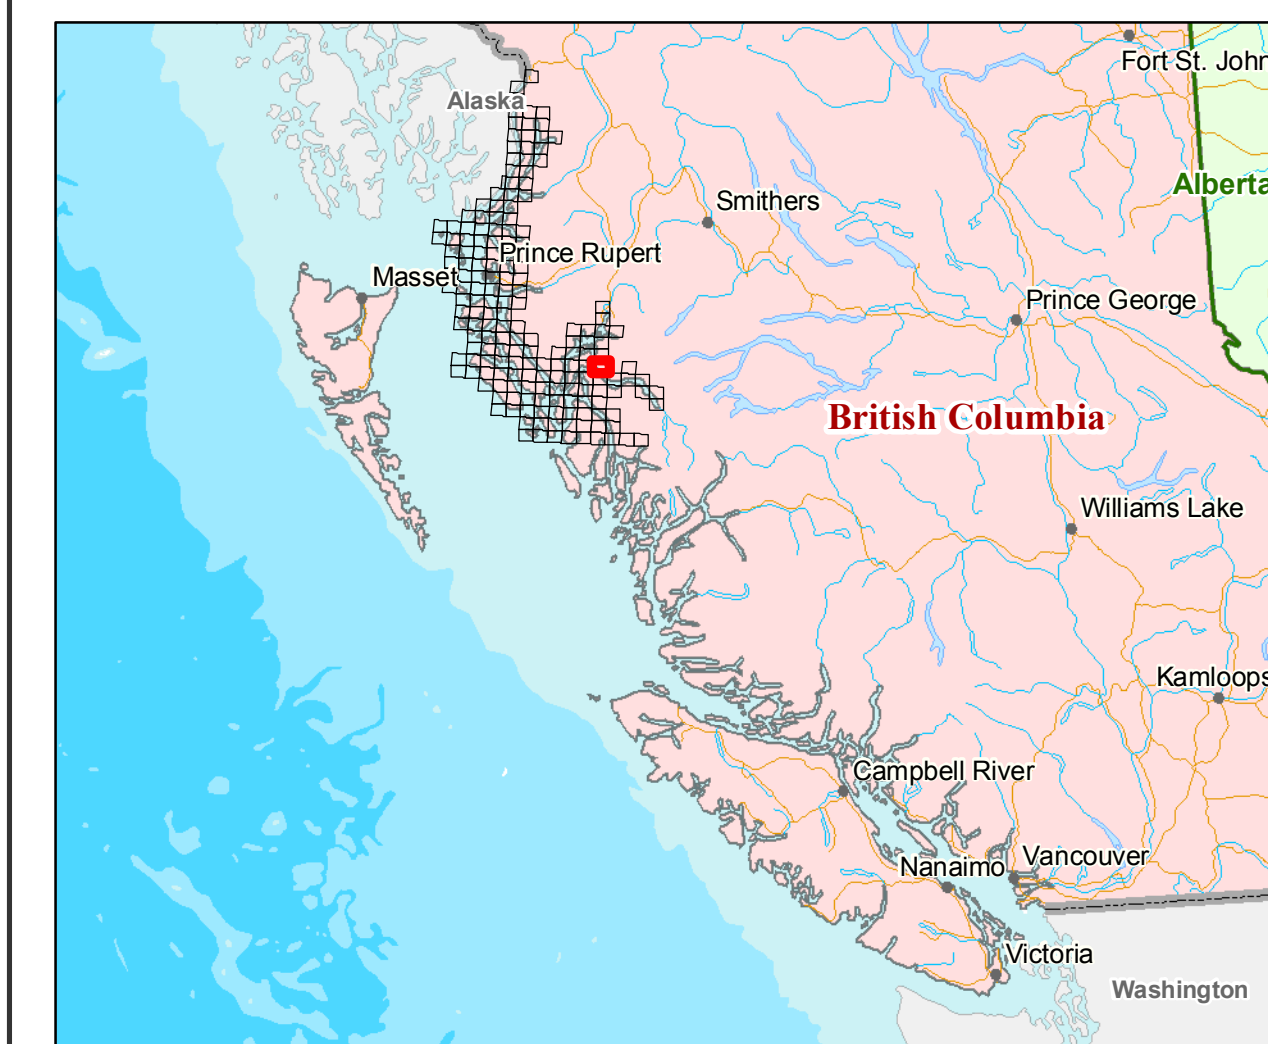 Fort St. John
Alaska
Alberta
Smithers
Prince Rupert
Masset
Prince George
British Columbia
Williams Lake
Kamloops
Campbell River
Vancouver
Nanaimo
Victoria
Washington